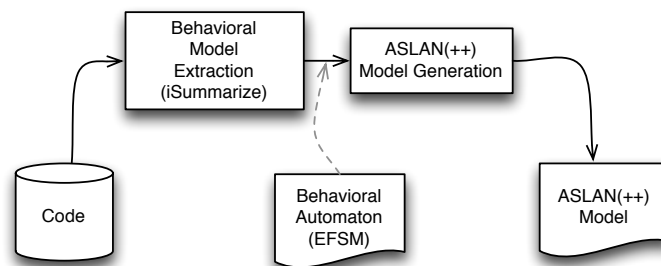 Behavioral
Model
Extraction
(iSummarize)
ASLAN(++)
Model Generation
Code
Behavioral
Automaton
(EFSM)
ASLAN(++)
Model